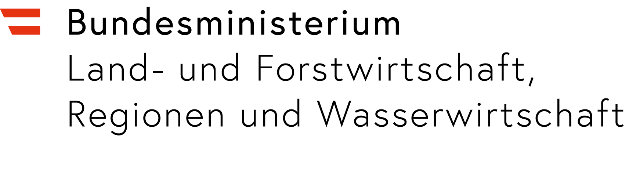 Bundesministerium
Land- und Forstwirtschaft,
Regionen und Wasserwirtschaft